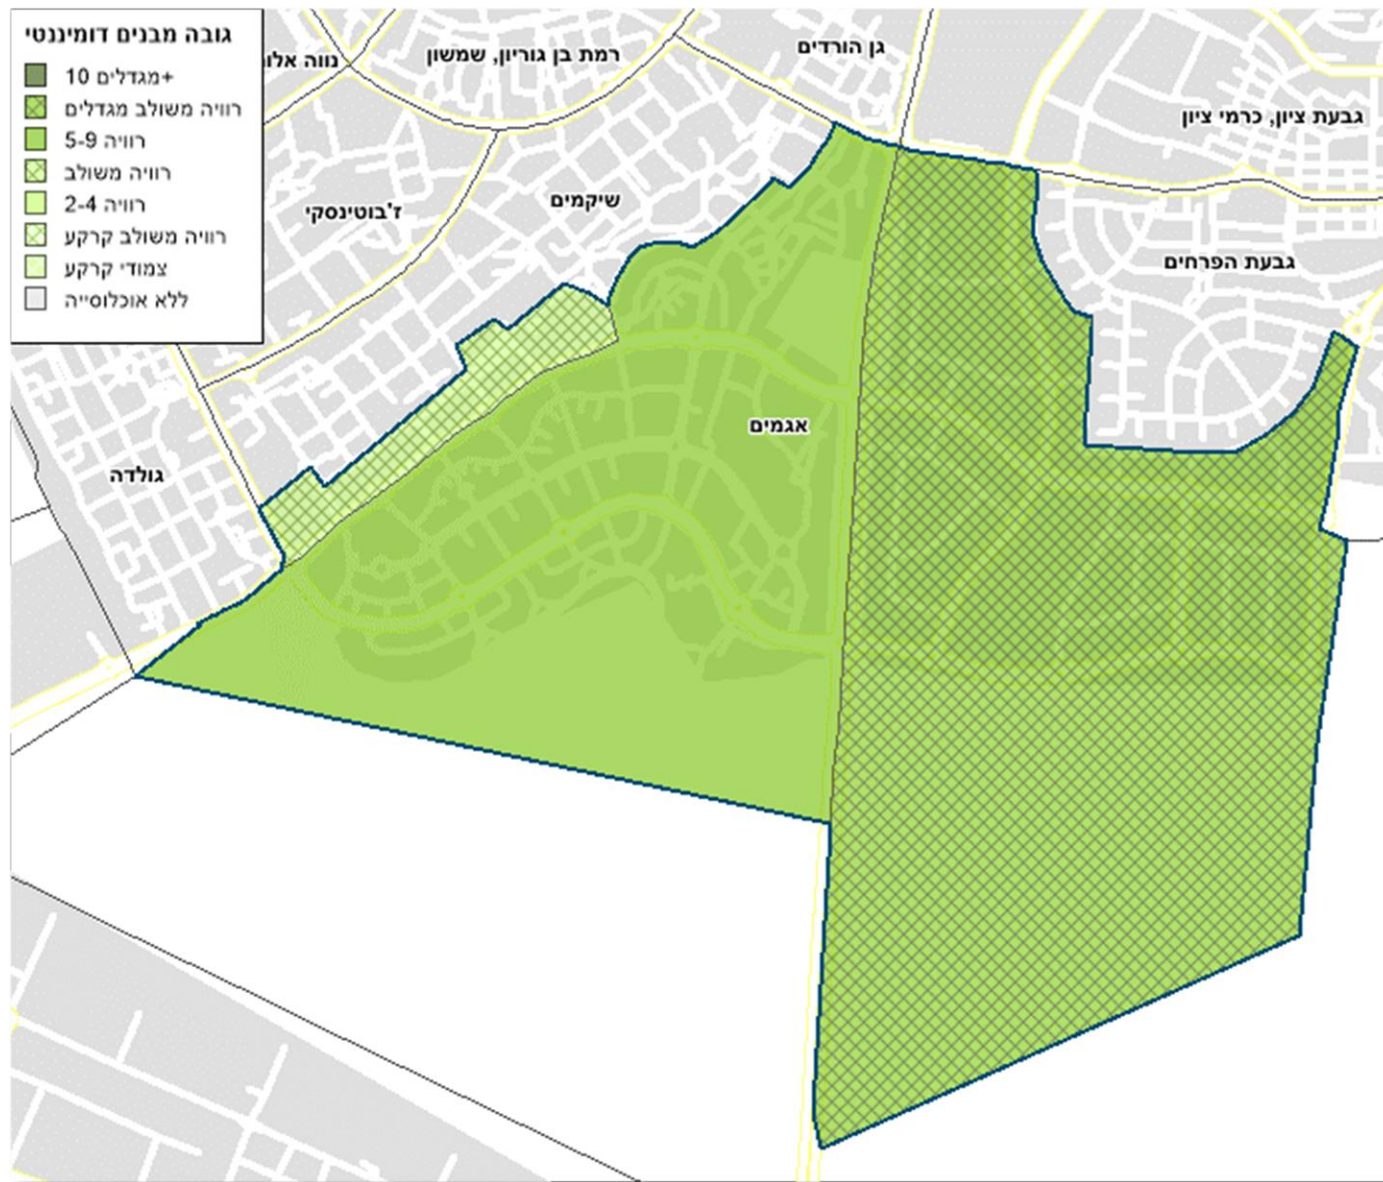 גובה מבנים דומיננטי
מגדלים 10+
רוויה משולב מגדלים
רוויה 5-9
רוויה משולב
רוויה 2-4
רוויה משולב קרקע
צמודי קרקע
ללא אוכלוסייה
נווה אלו
רמת בן גוריון, שמשון
גן הורדים
גבעת ציון, כרמי ציון
ז'בוטינסקי
שיקמים
גבעת הפרחים
אגמים
גולדה